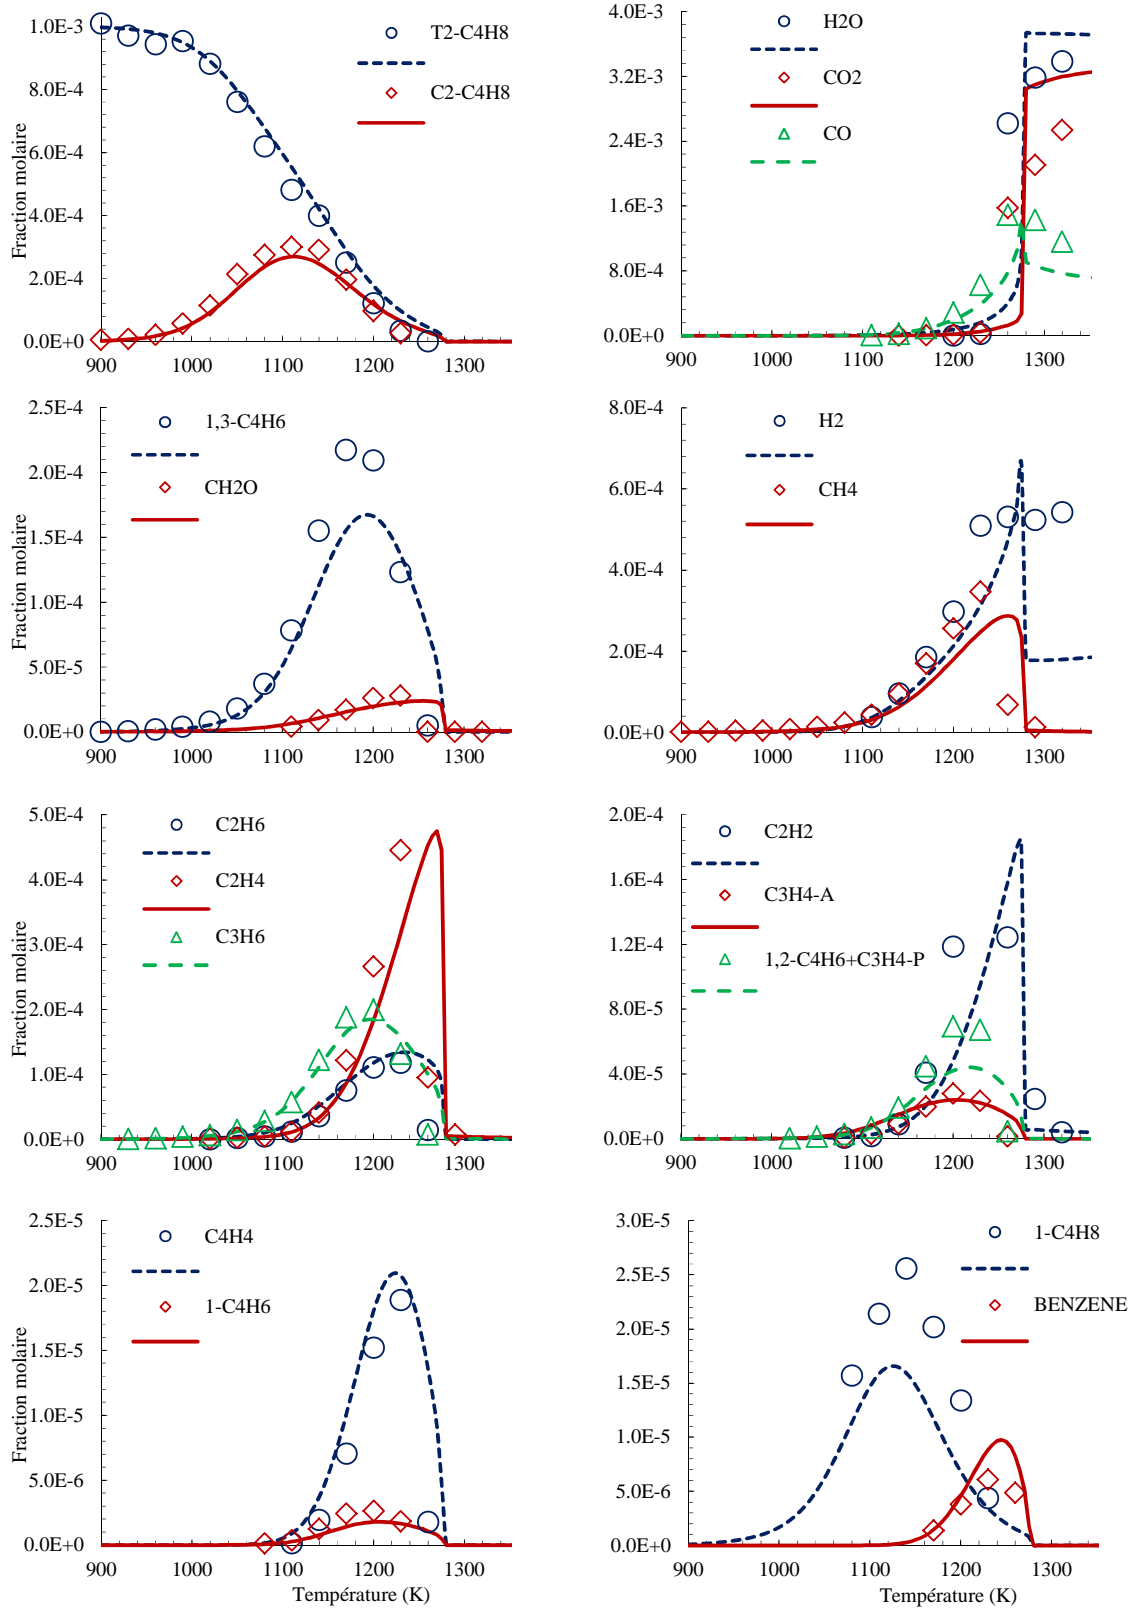 1.0E-3
8.0E-4
6.0E-4
4.0E-4
2.0E-4
0.0E+0
Fraction molaire
T2-C4H8
C2-C4H8
900 1000 1100 1200 1300
4.0E-3
3.2E-3
2.4E-3
1.6E-3
8.0E-4
0.0E+0
H2O
CO2
CO
900 1000 1100 1200 1300
2.5E-4
2.0E-4
1.5E-4
1.0E-4
5.0E-5
0.0E+0
Fraction molaire
1,3-C4H6
CH2O
900 1000 1100 1200 1300
8.0E-4
6.0E-4
4.0E-4
2.0E-4
0.0E+0
H2
CH4
900 1000 1100 1200 1300
5.0E-4
4.0E-4
3.0E-4
2.0E-4
1.0E-4
0.0E+0
Fraction molaire
C2H6
C2H4
C3H6
900 1000 1100 1200 1300
2.0E-4
1.6E-4
1.2E-4
8.0E-5
4.0E-5
0.0E+0
C2H2
C3H4-A
1,2-C4H6+C3H4-P
900 1000 1100 1200 1300
2.5E-5
2.0E-5
1.5E-5
1.0E-5
5.0E-6
0.0E+0
Fraction molaire
C4H4
1-C4H6
900 1000 1100 1200 1300
Température (K)
3.0E-5
2.5E-5
2.0E-5
1.5E-5
1.0E-5
5.0E-6
0.0E+0
1-C4H8
BENZENE
900 1000 1100 1200 1300
Température (K)